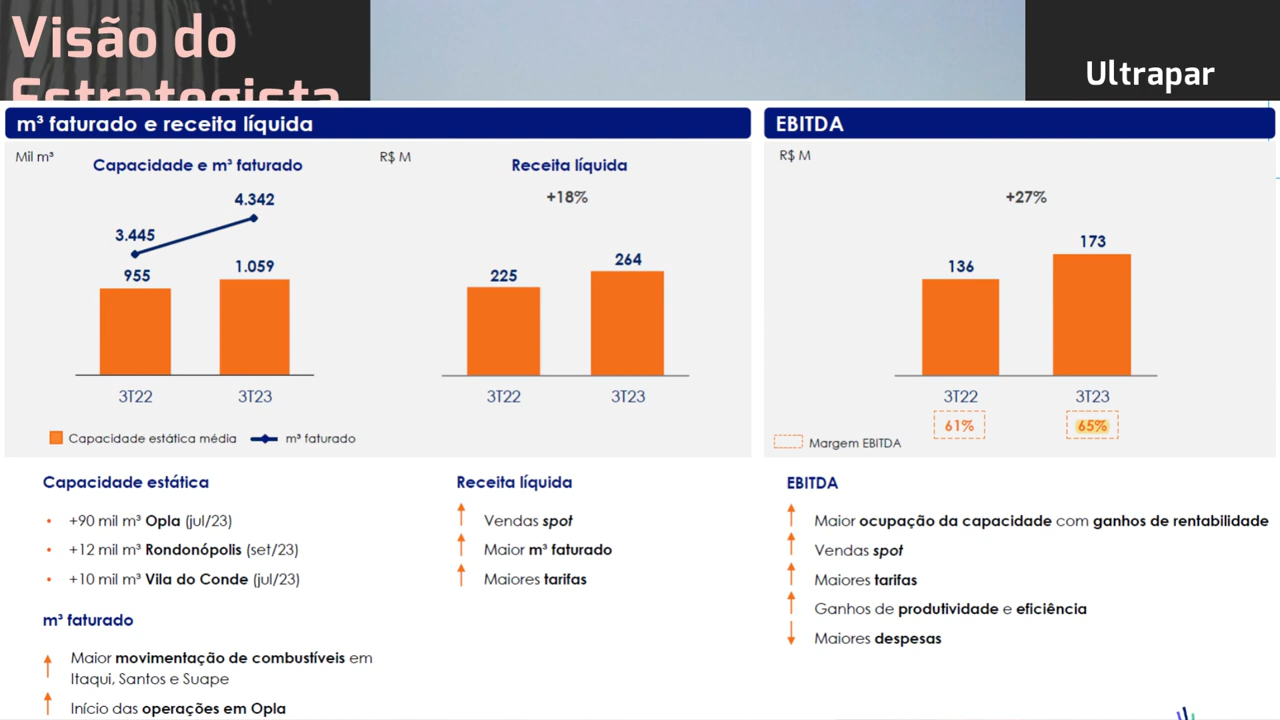 Visão do
Estrategista
Ultrapar
m³ faturado e receita líquida
Mil m³
Capacidade e m³ faturado
3.445
4.342
955
1.059
3T22
3T23
Capacidade estática média
m³ faturado
R$ M
Receita líquida
+18%
225
264
3T22
3T23
EBITDA
R$ M
+27%
136
173
3T22
3T23
61%
65%
Margem EBITDA
Capacidade estática
• +90 mil m³ Opla (jul/23)
• +12 mil m³ Rondonópolis (set/23)
• +10 mil m³ Vila do Conde (jul/23)
m³ faturado
Maior movimentação de combustíveis em
Itaqui, Santos e Suape
Início das operações em Opla
Receita líquida
Vendas spot
Maior m³ faturado
Maiores tarifas
EBITDA
Maior ocupação da capacidade com ganhos de rentabilidade
Vendas spot
Maiores tarifas
Ganhos de produtividade e eficiência
Maiores despesas